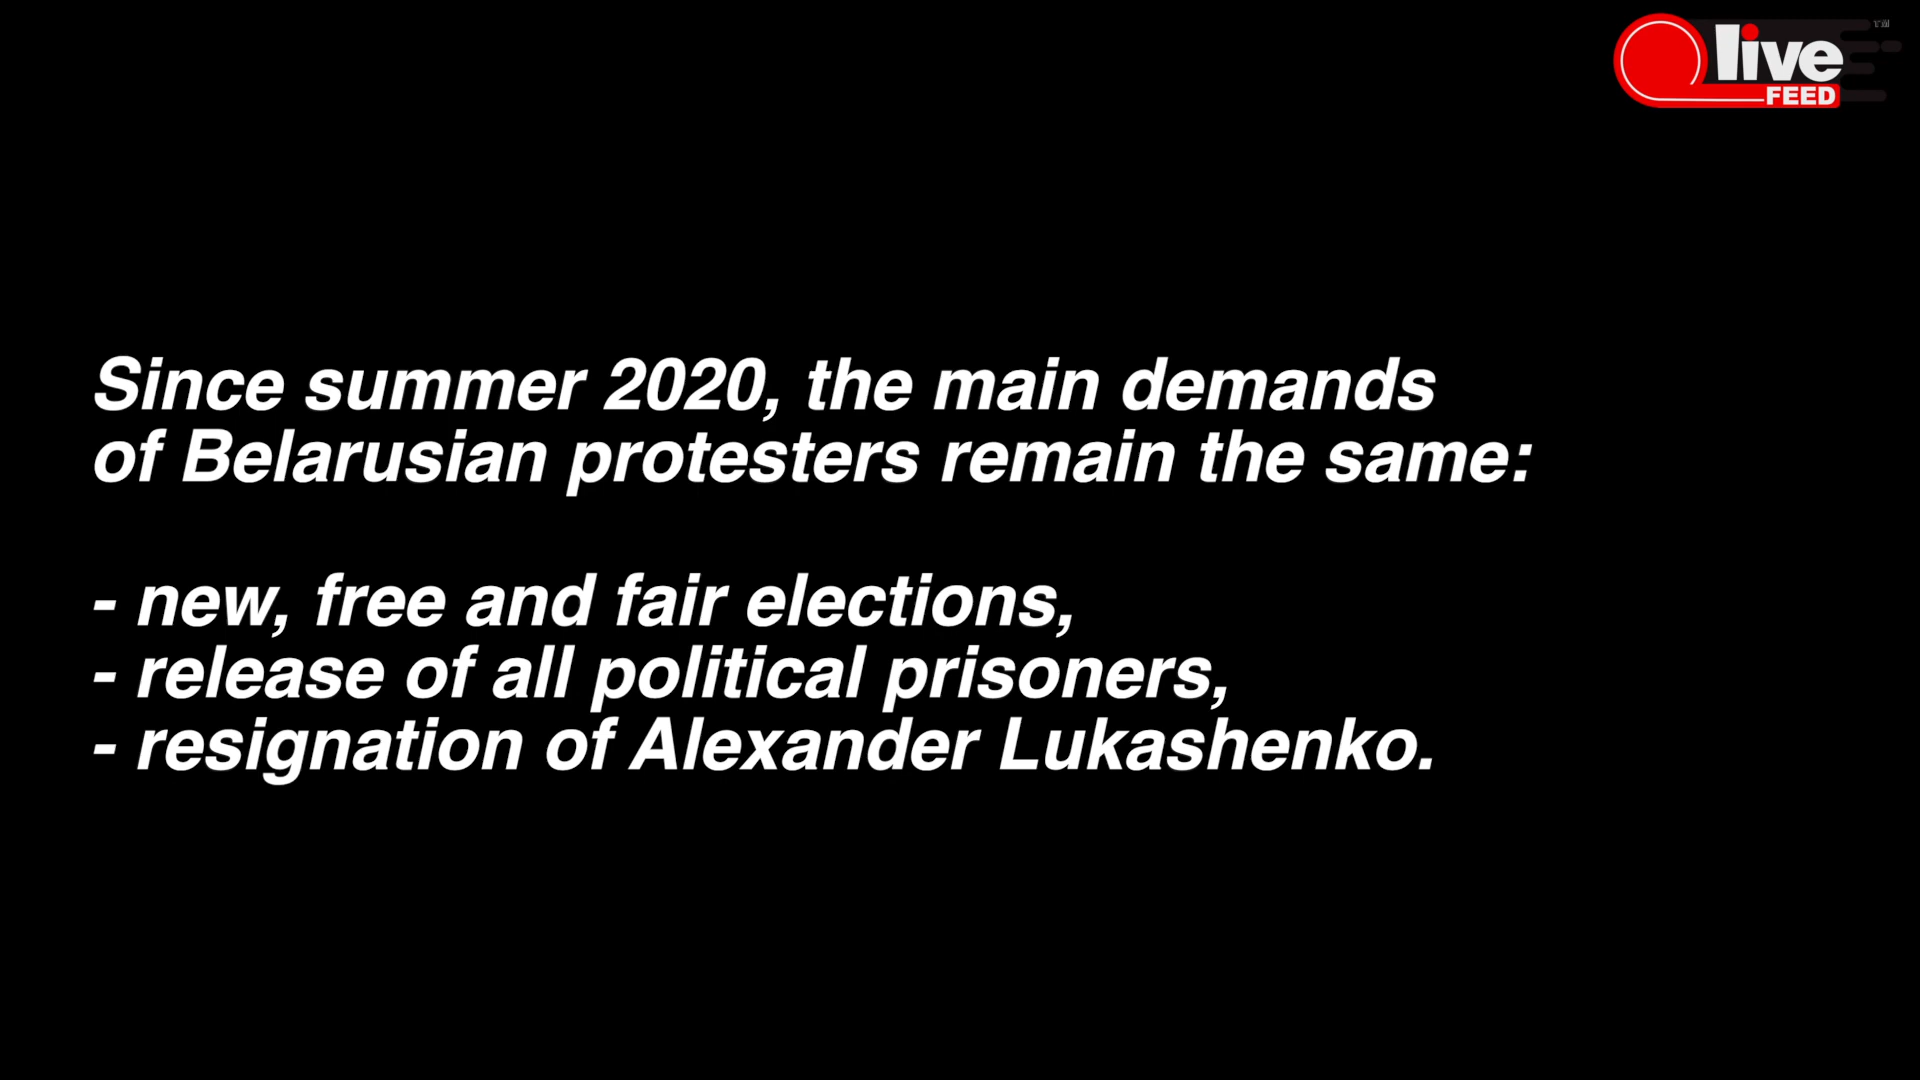 live
FEED
Since summer 2020, the main demands
of Belarusian protesters remain the same:
- new, free and fair elections,
- release of all political prisoners,
- resignation of Alexander Lukashenko.